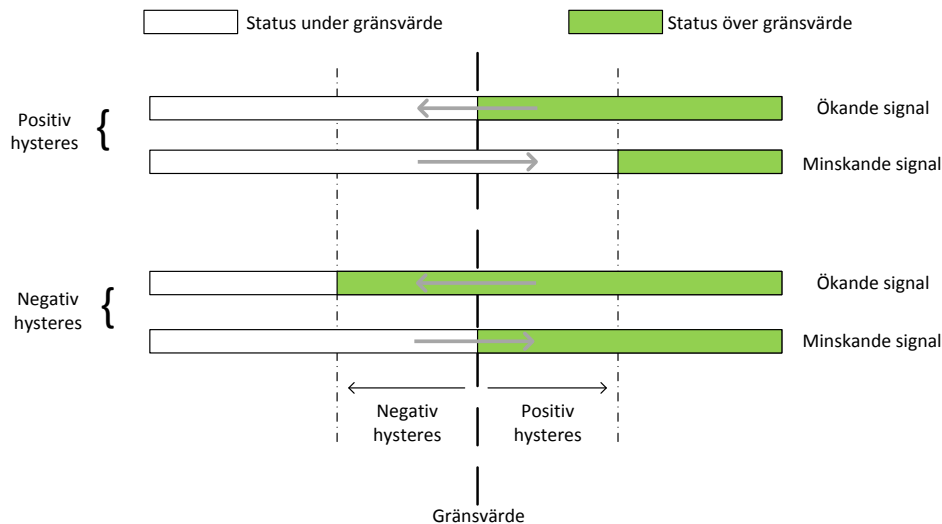 Status under gränsvärde
Status över gränsvärde
Positiv
hysteres
{
Ökande signal
Minskande signal
Negativ
hysteres
{
Ökande signal
Minskande signal
Negativ
hysteres
Positiv
hysteres
Gränsvärde